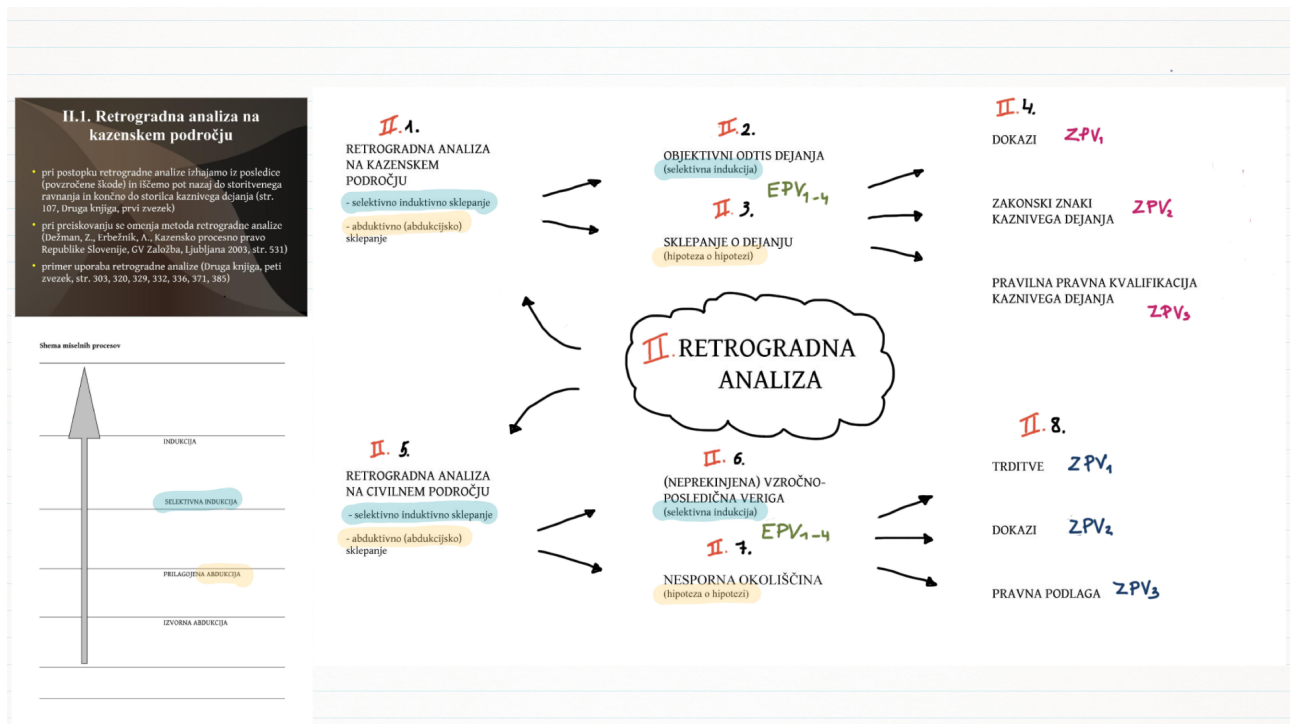 II.1. Retrogradna analiza na
kazenskem področju
• pri postopku retrogradne analize izhajamo iz posledice
(povzročene škode) in iščemo pot nazaj do storitvenega
ravnanja in končno do storilca kaznivega dejanja (str.
107, Druga knjiga, prvi zvezek)
• pri preiskovanju se omenja metoda retrogradne analize
(Dežman, Z., Erbežnik, A., Kazensko procesno pravo
Republike Slovenije, GV Založba, Ljubljana 2003, str. 531)
• primer uporaba retrogradne analize (Druga knjiga, peti
zvezek, str. 303, 320, 329, 332, 336, 371, 385)
Shema miselnih procesov
INDUKCIJA
SELEKTIVNA INDUKCIJA
PRILAGOJENA ABDUKCIJA
IZVORNA ABDUKCIJA
II. 1.
RETROGRADNA ANALIZA
NA KAZENSKEM
PODROČJU
- selektivno induktivno sklepanje
- abduktivno (abdukcijsko)
sklepanje
II. 2.
OBJEKTIVNI ODTIS DEJANJA
(selektivna indukcija)
EPV1-4
II. 3.
SKLEPANJE O DEJANJU
(hipoteza o hipotezi)
II. 4.
DOKAZI ZPV1
ZAKONSKI ZNAKI
KAZNIVEGA DEJANJA ZPV2
PRAVILNA PRAVNA KVALIFIKACIJA
KAZNIVEGA DEJANJA
ZPV3
II. RETROGRADNA
ANALIZA
II. 5.
RETROGRADNA ANALIZA
NA CIVILNEM PODROČJU
- selektivno induktivno sklepanje
- abduktivno (abdukcijsko)
sklepanje
II. 6.
(NEPREKINJENA) VZROČNO-
POSLEDIČNA VERIGA
(selektivna indukcija)
EPV1-4
II. 7.
NESPORNA OKOLIŠČINA
(hipoteza o hipotezi)
II. 8.
TRDITVE ZPV1
DOKAZI ZPV2
PRAVNA PODLAGA ZPV3